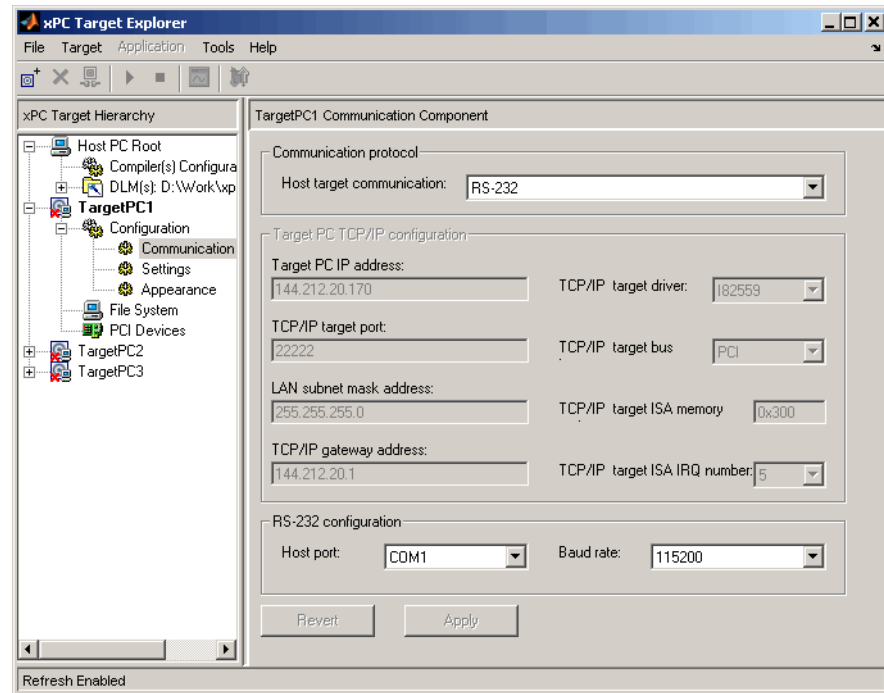 xPC Target Explorer
File Target Application Tools Help
xPC Target Hierarchy
Host PC Root
Compiler(s) Configura
DLM(s): D:\Work\xp
TargetPC1
Configuration
Communication
Settings
Appearance
File System
PCI Devices
TargetPC2
TargetPC3
TargetPC1 Communication Component
Communication protocol
Host target communication: RS-232
Target PC TCP/IP configuration
Target PC IP address:
144.212.20.170
TCP/IP target driver: I82559
TCP/IP target port:
22222
TCP/IP target bus PCI
LAN subnet mask address:
255.255.255.0
TCP/IP target ISA memory 0x300
TCP/IP gateway address:
144.212.20.1
TCP/IP target ISA IRQ number: 5
RS-232 configuration
Host port: COM1 Baud rate: 115200
Revert Apply
Refresh Enabled